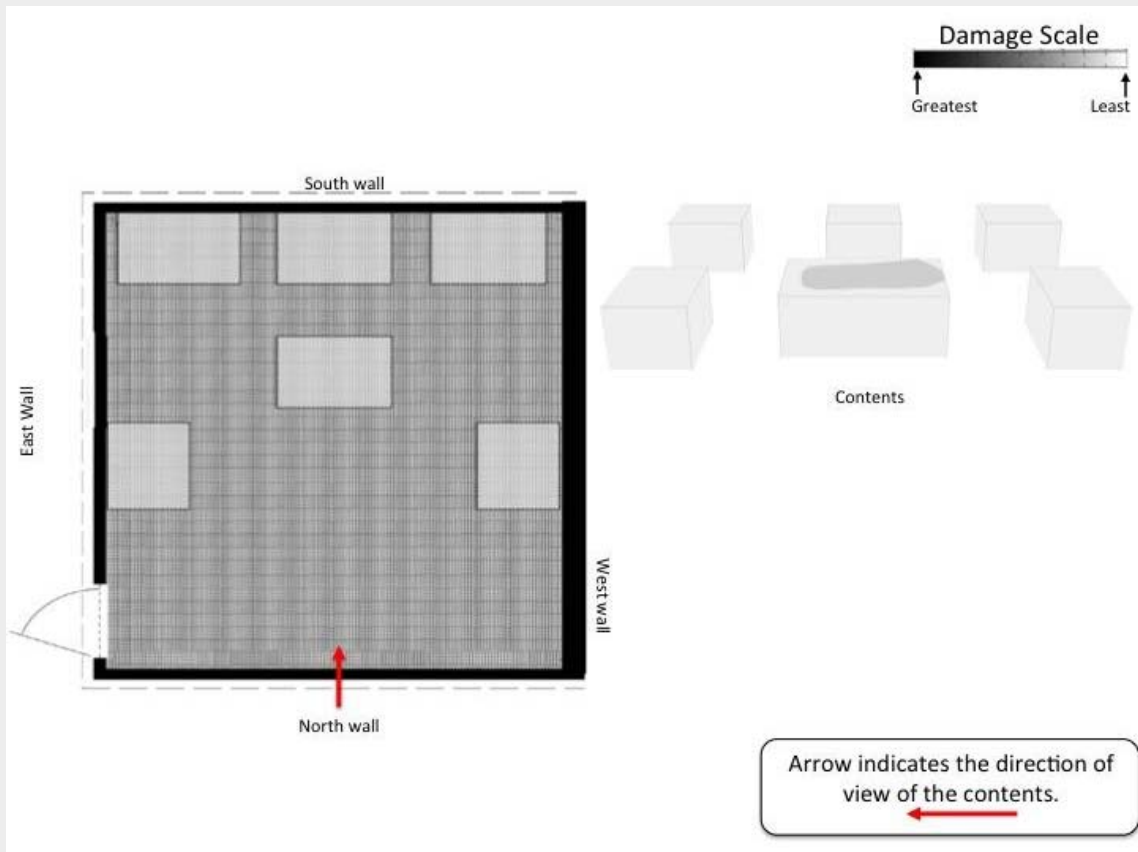 Damage Scale
Greatest
Least
South wall
East Wall
Contents
West wall
North wall
Arrow indicates the direction of
view of the contents.